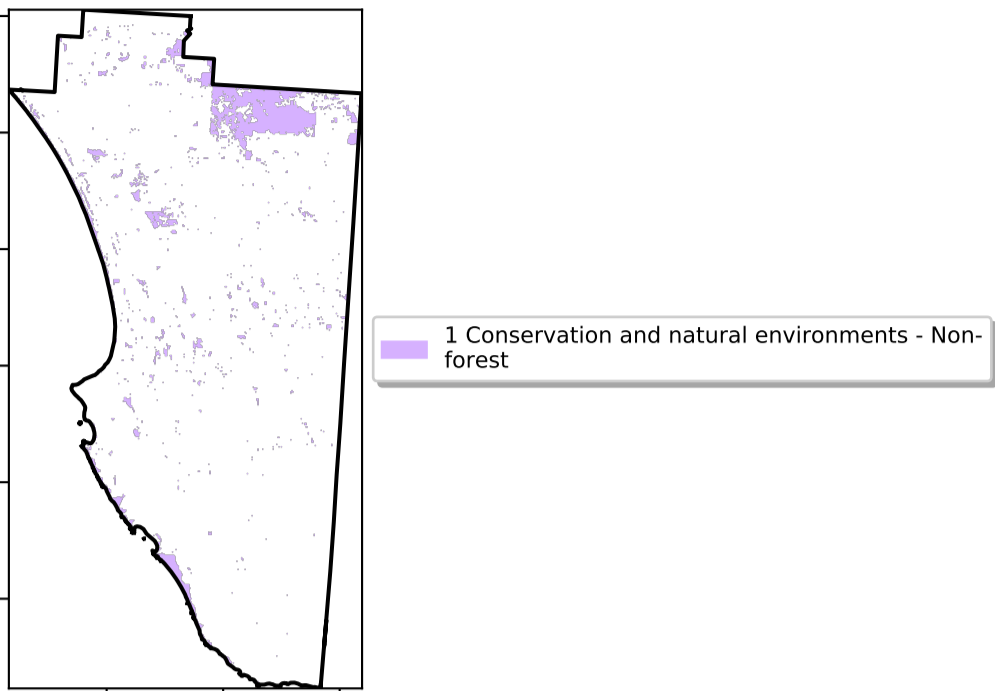 1 Conservation and natural environments - Non-
forest